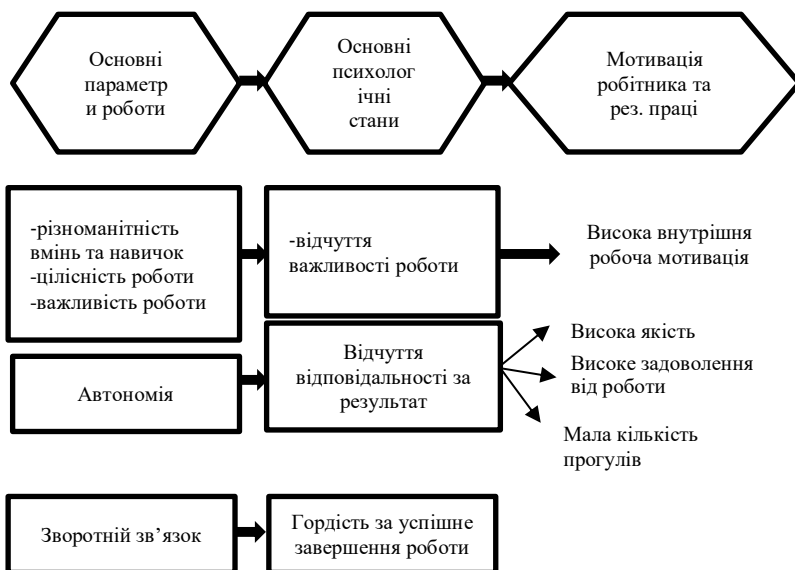 Основні
параметр
и роботи
Основні
психолог
ічні
стани
Мотивація
робітника та
рез. праці
-різноманітність
вмінь та навичок
-цілісність роботи
-важливість роботи
-відчуття
важливості роботи
Висока внутрішня
робоча мотивація
Автономія
Відчуття
відповідальності за
результат
Висока якість
Високе задоволення
від роботи
Мала кількість
прогулів
Зворотній зв’язок
Гордість за успішне
завершення роботи